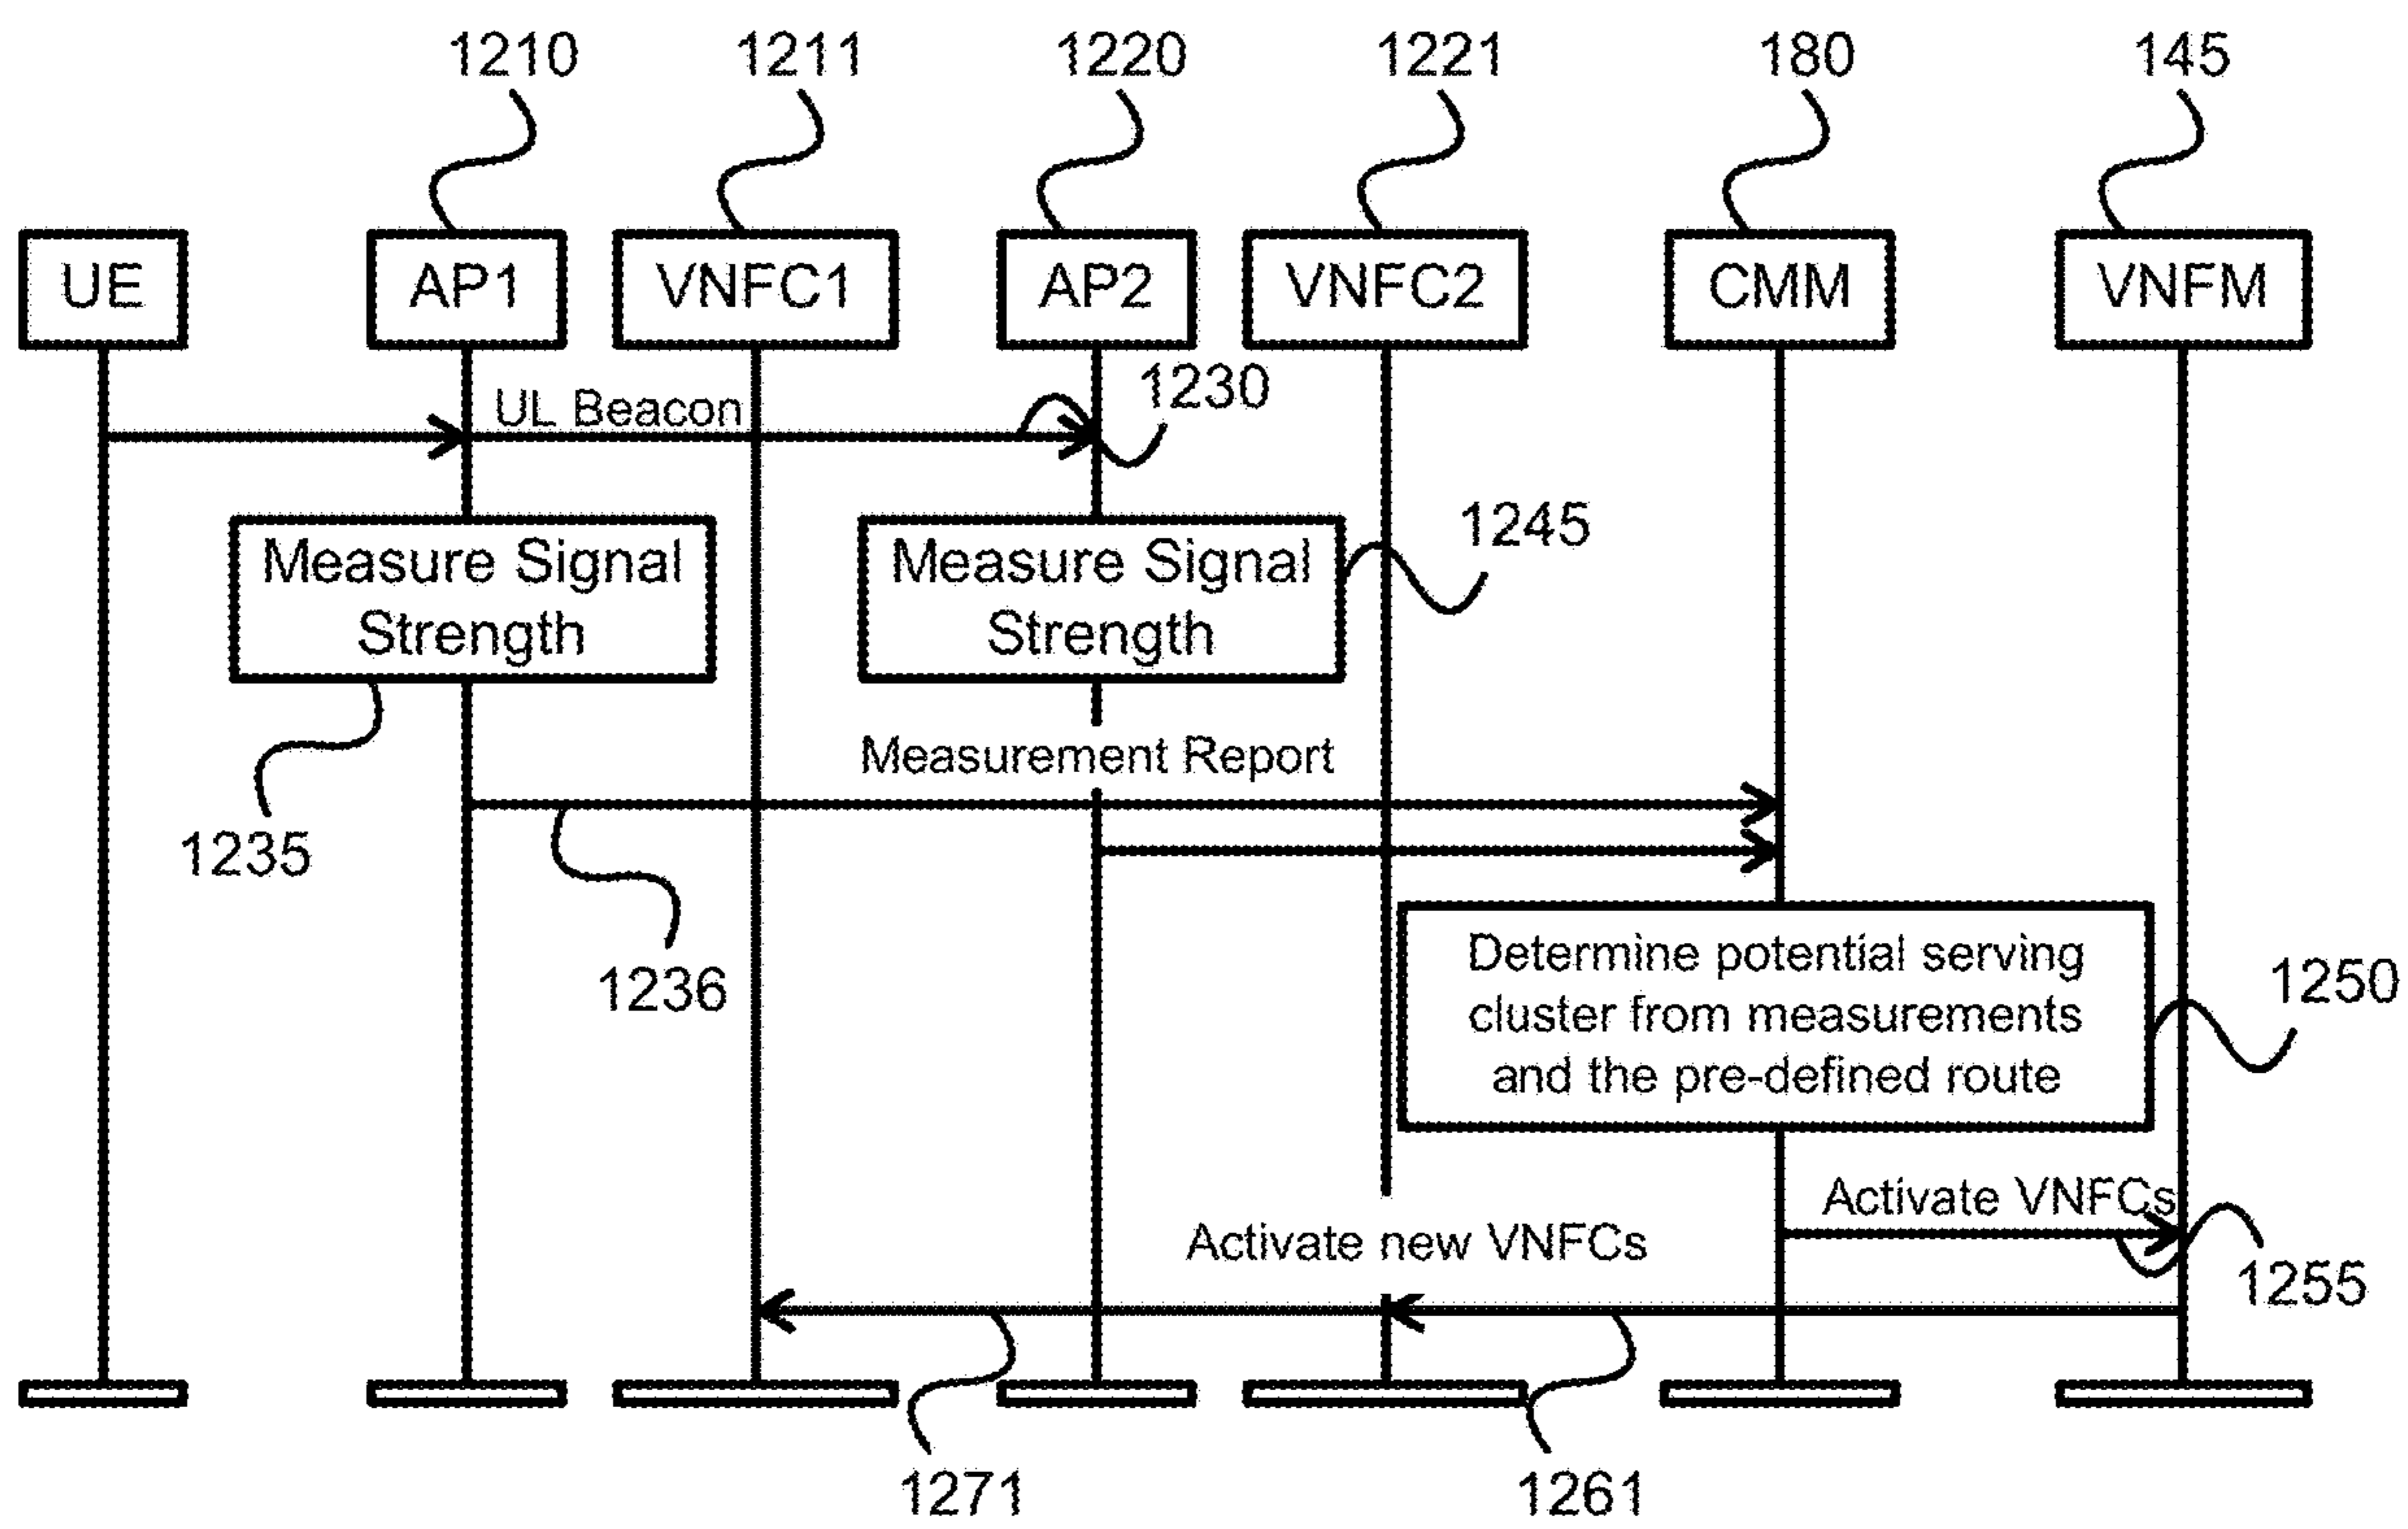 1210 1211 1220 1221 180 145
UE AP1 VNFC1 AP2 VNFC2 CMM VNFM
UL Beacon
1230
Measure Signal
Strength
Measure Signal
Strength
1245
Measurement Report
1235
1236
Determine potential serving
cluster from measurements
and the pre-defined route
1250
Activate VNFCs
Activate new VNFCs
1255
1271
1261